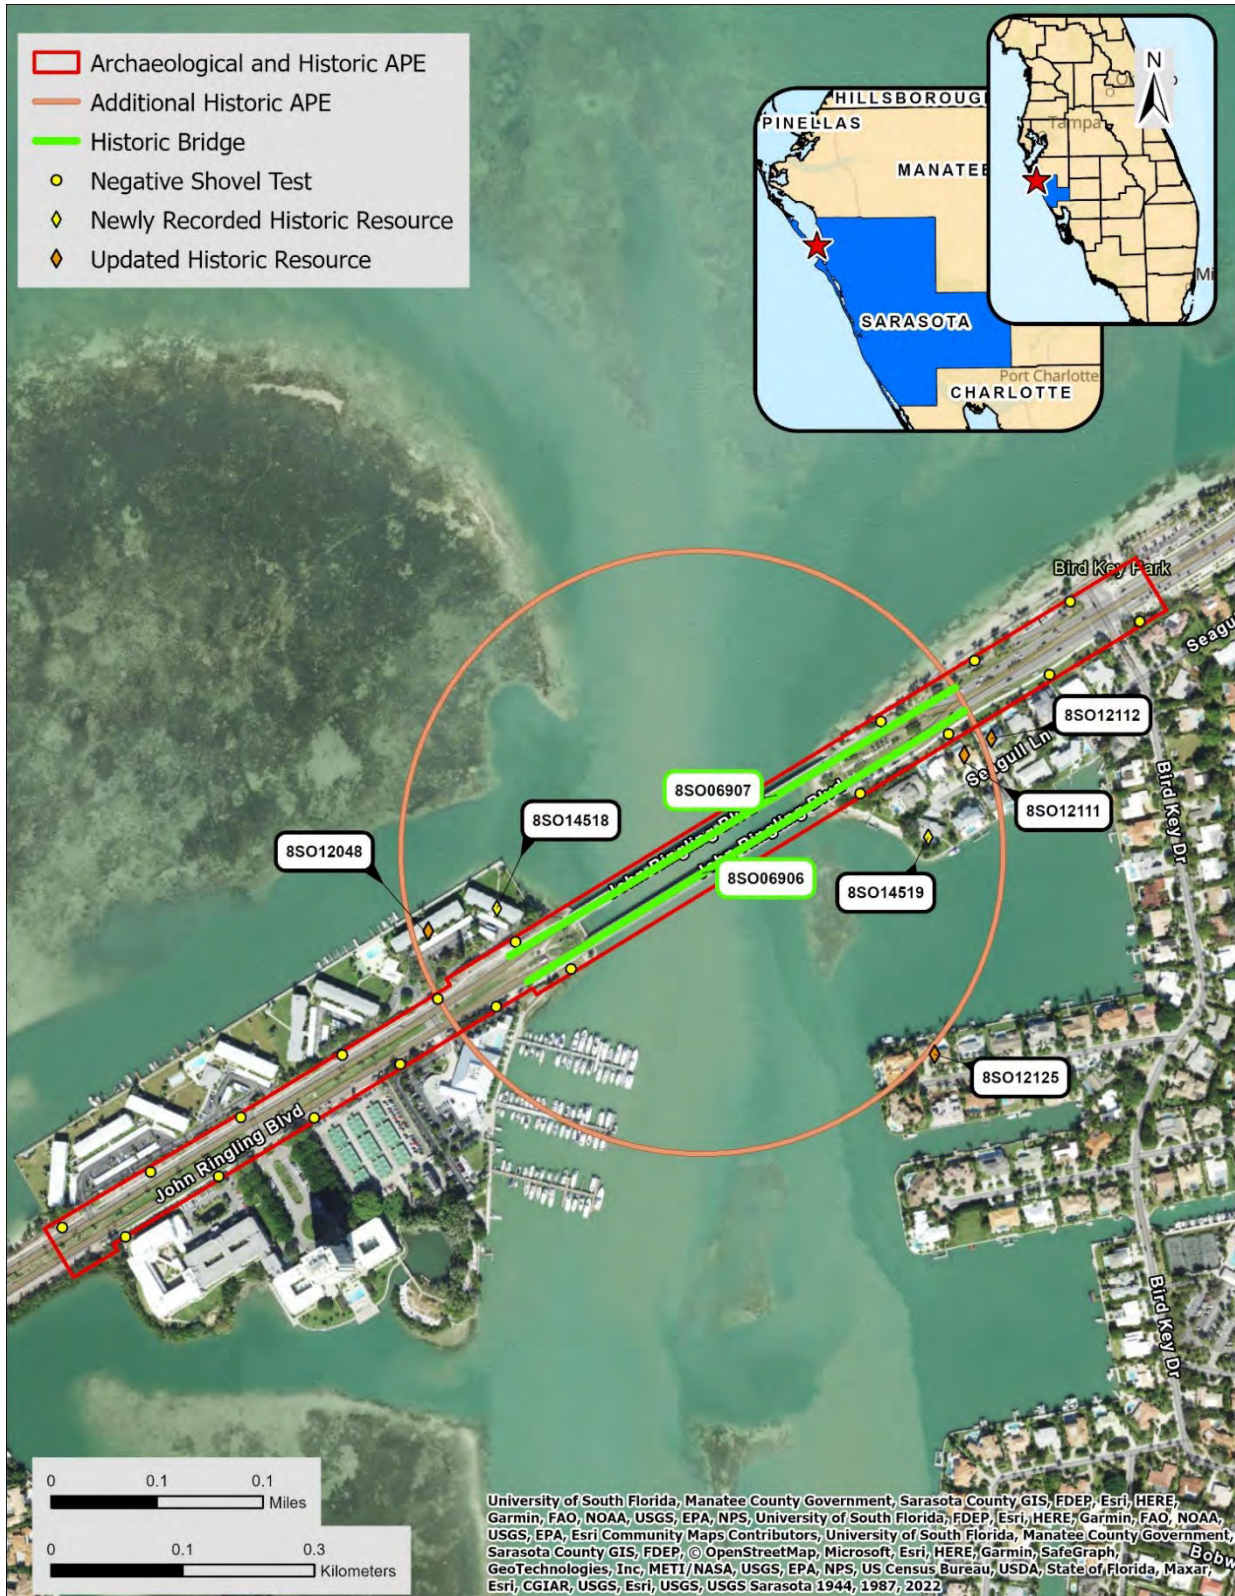 Archaeological and Historic APE
Additional Historic APE
Historic Bridge
Negative Shovel Test
Newly Recorded Historic Resource
Updated Historic Resource
N
Tampa
Mi
HILLSBOROUG
PINELLAS
MANATE
SARASOTA
Port Charlotte
CHARLOTTE
Bird Key Park
Seagu
8SO12112
Seagull Ln
8SO06907
8SO12111
Bird Key Dr
8SO14518
John Ringling Blvd
8SO12048
8SO06906
8SO14519
8SO12125
John Ringling Blvd
Bird Key Dr
0 0.1 0.1
Miles
0 0.1 0.3
Kilometers
University of South Florida, Manatee County Government, Sarasota County GIS, FDEP, Esri, HERE,
Garmin, FAO, NOAA, USGS, EPA, NPS, University of South Florida, FDEP, Esri, HERE, Garmin, FAO, NOAA,
USGS, EPA, Esri Community Maps Contributors, University of South Florida, Manatee County Government,
Sarasota County GIS, FDEP, © OpenStreetMap, Microsoft, Esri, HERE, Garmin, SafeGraph,
GeoTechnologies, Inc, METI/NASA, USGS, EPA, NPS, US Census Bureau, USDA, State of Florida, Maxar,
Esri, CGIAR, USGS, Esri, USGS, USGS Sarasota 1944, 1987, 2022
Bobw